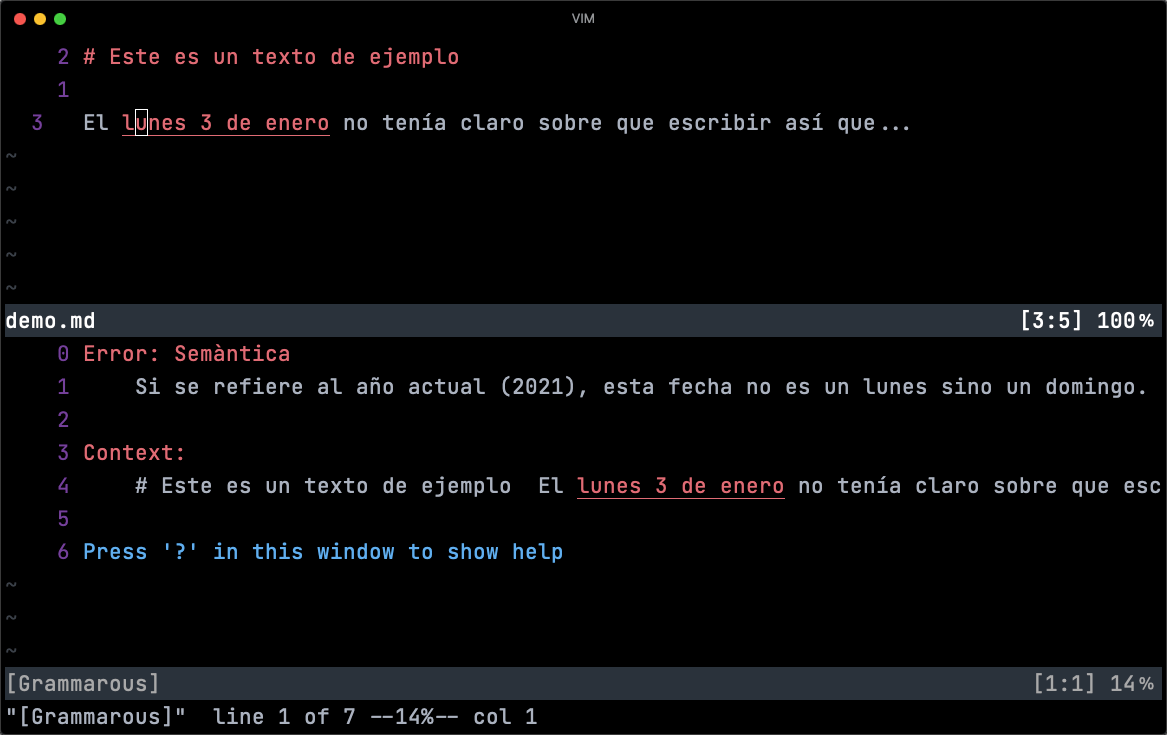 VIM
2 # Este es un texto de ejemplo
1
3 El lunes 3 de enero no tenía claro sobre que escribir así que...
~
~
~
~
~
demo.md [3:5] 100%
0 Error: Semàntica
1 Si se refiere al año actual (2021), esta fecha no es un lunes sino un domingo.
2
3 Context:
4 # Este es un texto de ejemplo  El lunes 3 de enero no tenía claro sobre que esc
5
6 Press '?' in this window to show help
~
~
~
[Grammarous] [1:1] 14%
"[Grammarous]"  line 1 of 7 --14%-- col 1